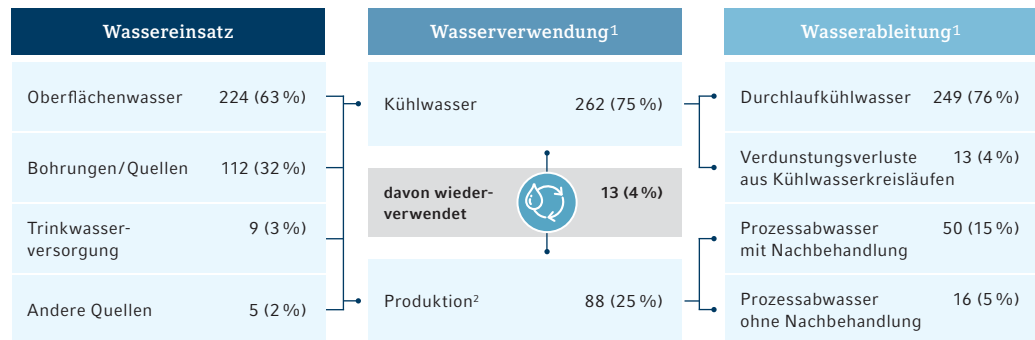 Wassereinsatz
Oberflächenwasser 224 (63 %)
Bohrungen/Quellen 112 (32 %)
Trinkwasser-
versorgung 9 (3 %)
Andere Quellen 5 (2 %)
Wasserverwendung¹
Kühlwasser 262 (75 %)
davon wieder-
verwendet 13 (4 %)
Produktion² 88 (25 %)
Wasserableitung¹
Durchlaufkühlwasser 249 (76 %)
Verdunstungsverluste 13 (4 %)
aus Kühlwasserkreisläufen
Prozessabwasser 50 (15 %)
mit Nachbehandlung
Prozessabwasser 16 (5 %)
ohne Nachbehandlung